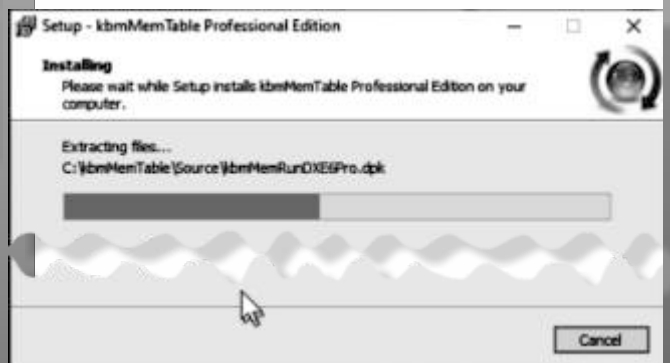 Setup - kbmMemTable Professional Edition
Installing
Please wait while Setup installs kbmMemTable Professional Edition on your
computer.
Extracting files...
C:\kbmMemTable\Source\kbmMemRunDXE6Pro.dpk
Cancel